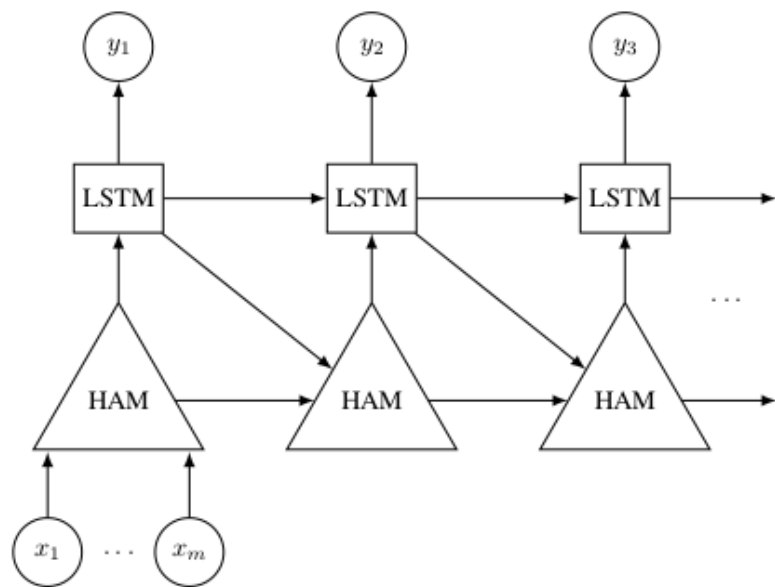 y₁ y₂ y₃
LSTM LSTM LSTM
...
HAM HAM HAM
x₁ ... xₘ